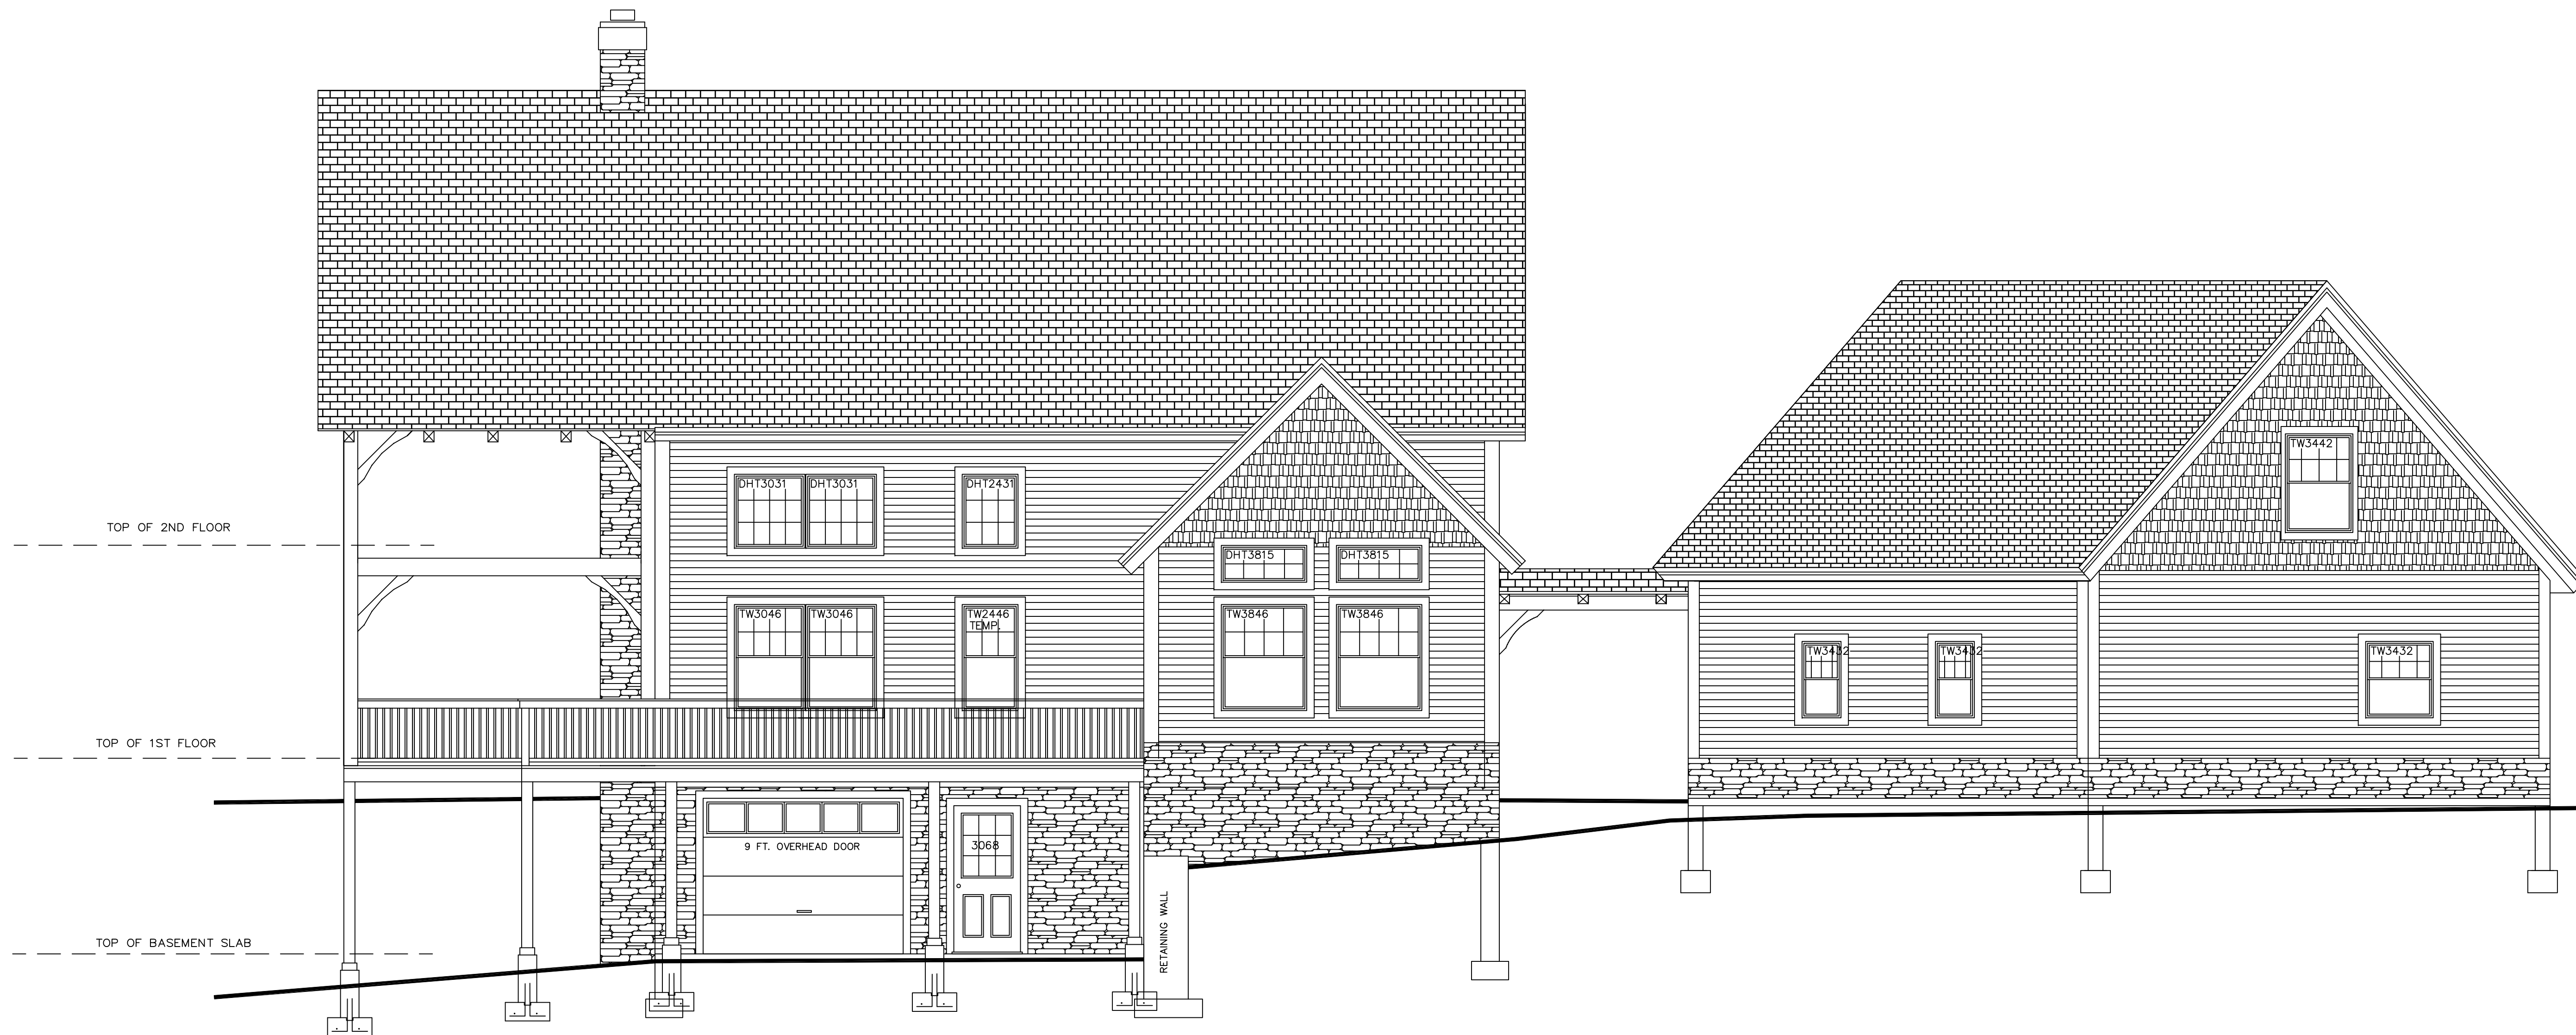 TW3442
DHT3031 DHT3031 DHT2431
TOP OF 2ND FLOOR
DHT3815 DHT3815
TW3046 TW3046 TW2446
TEMP.
TW3846 TW3846
TW3432 TW3432 TW3432
TOP OF 1ST FLOOR
9 FT. OVERHEAD DOOR
3068
RETAINING WALL
TOP OF BASEMENT SLAB